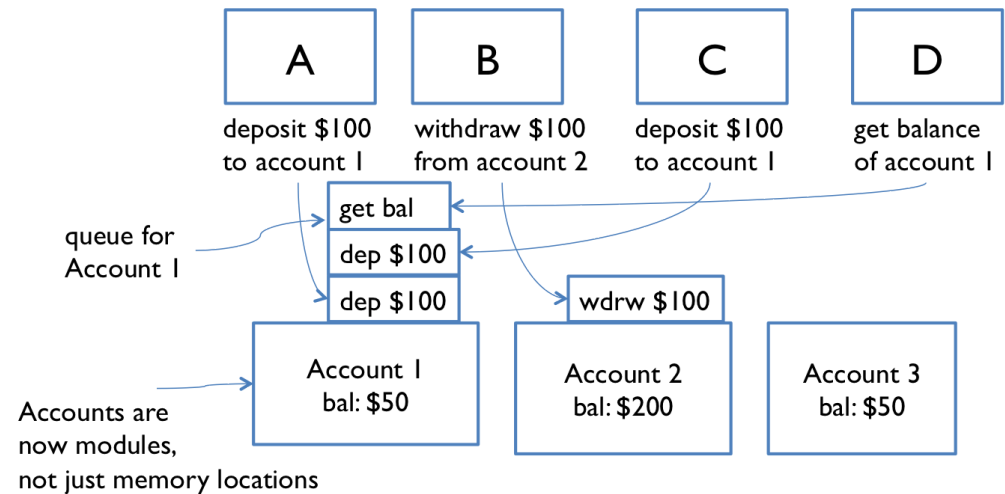 A
B
C
D
deposit $100
to account 1
withdraw $100
from account 2
deposit $100
to account 1
get balance
of account 1
queue for
Account 1
get bal
dep $100
dep $100
wdrw $100
Account 1
bal: $50
Account 2
bal: $200
Account 3
bal: $50
Accounts are
now modules,
not just memory locations